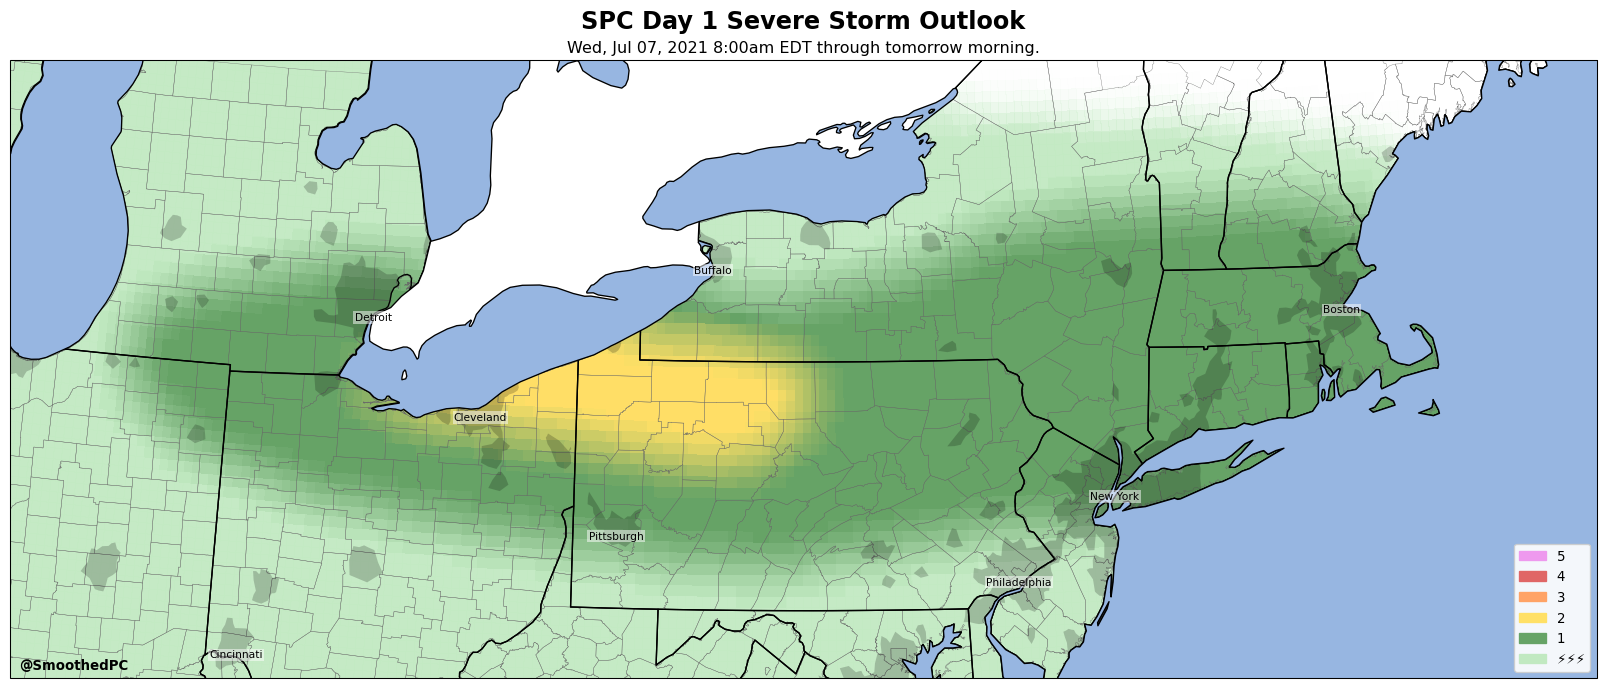 SPC Day 1 Severe Storm Outlook
Wed, Jul 07, 2021 8:00am EDT through tomorrow morning.
Buffalo
Detroit
Boston
Cleveland
New York
Pittsburgh
Philadelphia
Cincinnati
@SmoothedPC
5
4
3
2
1
⚡⚡⚡